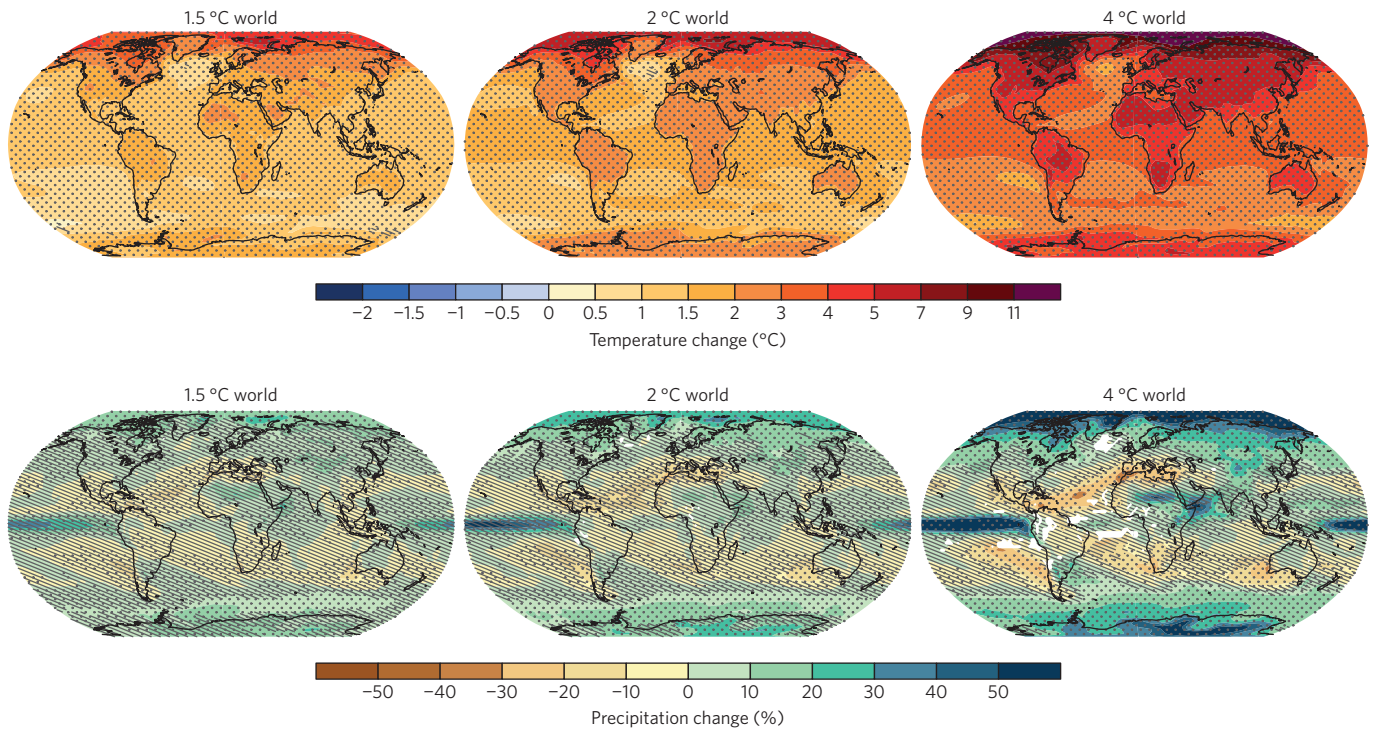 1.5 °C world
2 °C world
4 °C world
−2 −1.5 −1 −0.5 0 0.5 1 1.5 2 3 4 5 7 9 11
Temperature change (°C)
1.5 °C world
2 °C world
4 °C world
−50 −40 −30 −20 −10 0 10 20 30 40 50
Precipitation change (%)